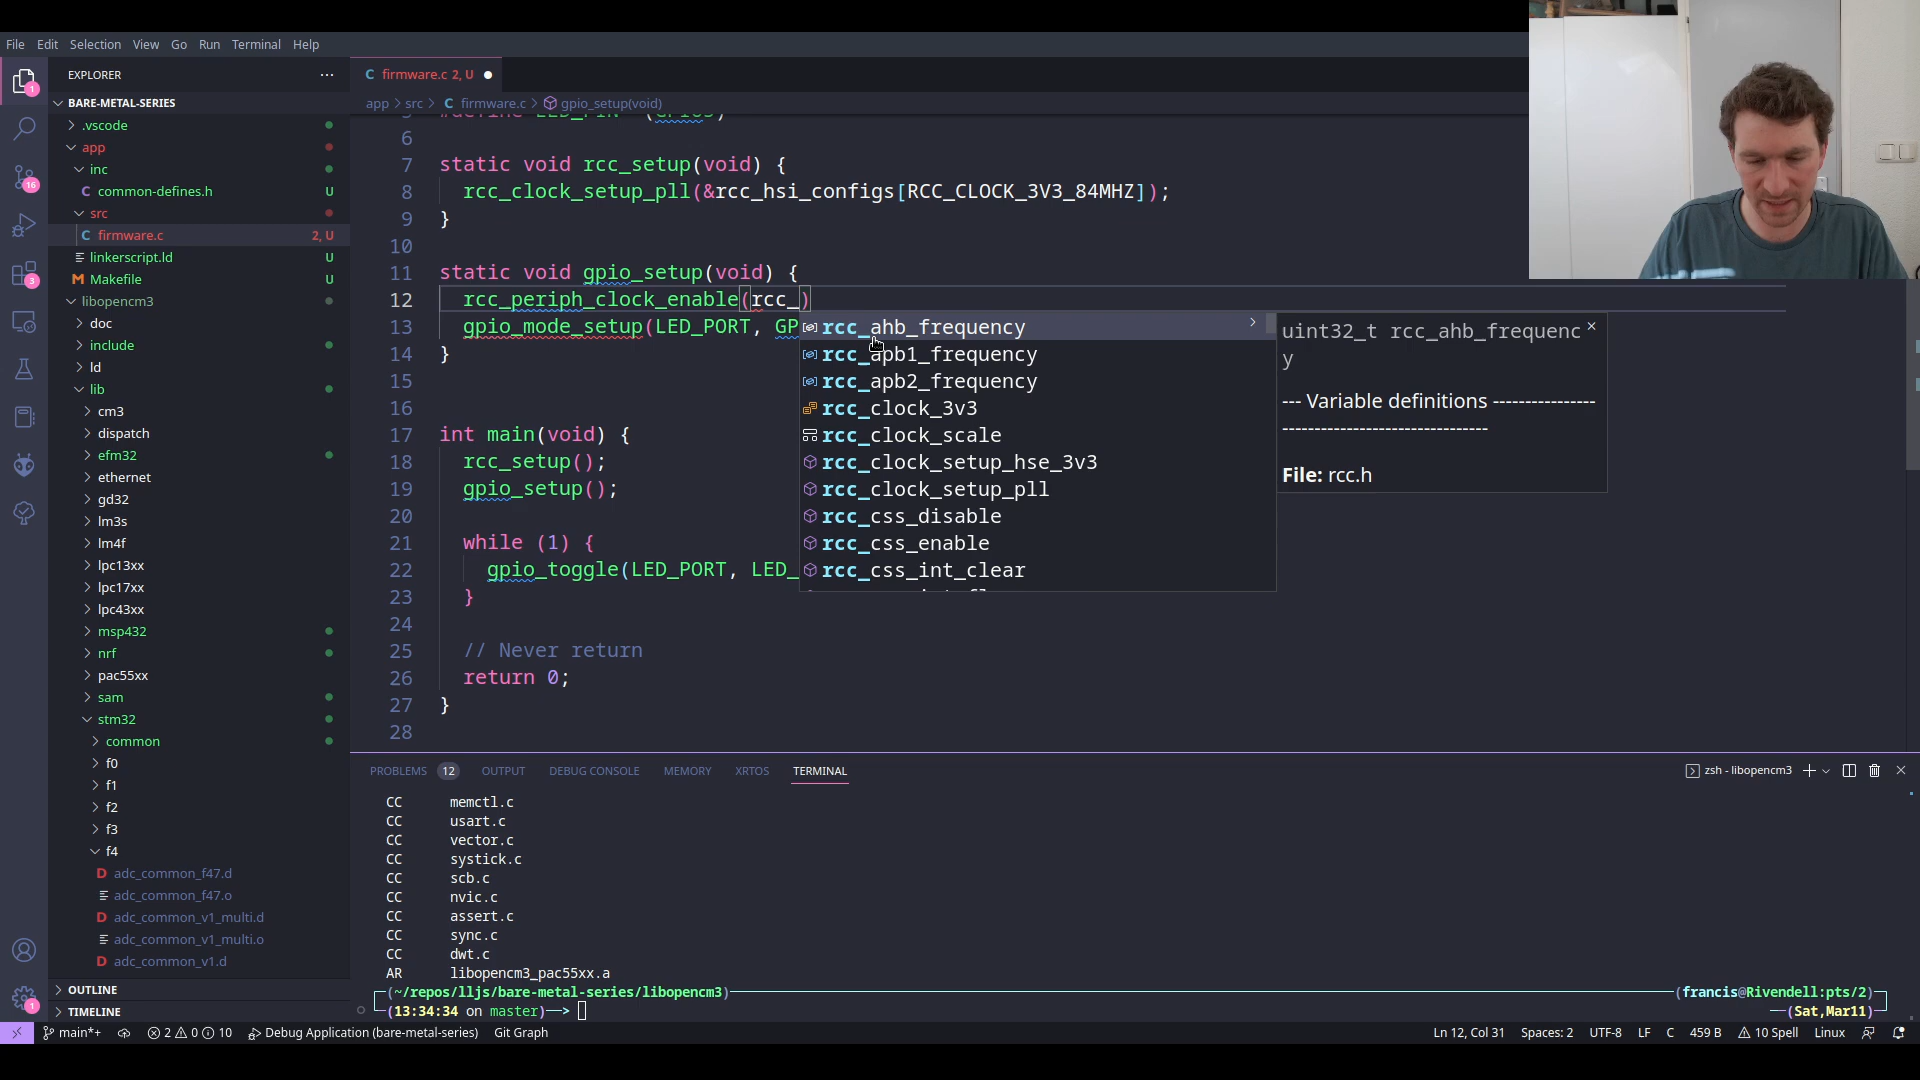 File Edit Selection View Go Run Terminal Help
EXPLORER
firmware.c 2, U
BARE-METAL-SERIES
app > src > C firmware.c > gpio_setup(void)
.vscode
app
inc
common-defines.h U
src
firmware.c 2, U
linkerscript.ld U
Makefile U
libopencm3
doc
include
ld
lib
cm3
dispatch
efm32
ethernet
gd32
lm3s
lm4f
lpc13xx
lpc17xx
lpc43xx
msp432
nrf
pac55xx
sam
stm32
common
f0
f1
f2
f3
f4
adc_common_f47.d
adc_common_f47.o
adc_common_v1_multi.d
adc_common_v1_multi.o
adc_common_v1.d
OUTLINE
TIMELINE
6
7 static void rcc_setup(void) {
8 rcc_clock_setup_pll(&rcc_hsi_configs[RCC_CLOCK_3V3_84MHZ]);
9 }
10
11 static void gpio_setup(void) {
12 rcc_periph_clock_enable(rcc_)
13 gpio_mode_setup(LED_PORT, GP
14 }
15
16
17 int main(void) {
18 rcc_setup();
19 gpio_setup();
20
21 while (1) {
22 gpio_toggle(LED_PORT, LED_
23 }
24
25 // Never return
26 return 0;
27 }
28
rcc_ahb_frequency
rcc_apb1_frequency
rcc_apb2_frequency
rcc_clock_3v3
rcc_clock_scale
rcc_clock_setup_hse_3v3
rcc_clock_setup_pll
rcc_css_disable
rcc_css_enable
rcc_css_int_clear
uint32_t rcc_ahb_frequenc
y
--- Variable definitions ----------------
--------------------------------
File: rcc.h
PROBLEMS 12 OUTPUT DEBUG CONSOLE MEMORY XRTOS TERMINAL
zsh - libopencm3
CC memctl.c
CC usart.c
CC vector.c
CC systick.c
CC scb.c
CC nvic.c
CC assert.c
CC sync.c
CC dwt.c
AR libopencm3_pac55xx.a
(~/repos/lljs/bare-metal-series/libopencm3) (francis@Rivendell:pts/2)
(13:34:34 on master)—> (Sat,Mar11)
main*+ 2 0 10 Debug Application (bare-metal-series) Git Graph Ln 12, Col 31 Spaces: 2 UTF-8 LF C 459 B 10 Spell Linux